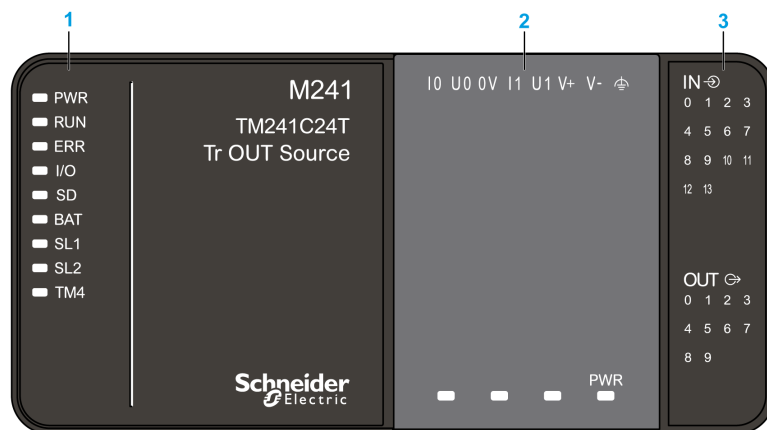 1 2 3
PWR
RUN
ERR
I/O
SD
BAT
SL1
SL2
TM4
M241
TM241C24T
Tr OUT Source
Schneider
Electric
I0 U0 0V I1 U1 V+ V-
PWR
IN
0 1 2 3
4 5 6 7
8 9 10 11
12 13
OUT
0 1 2 3
4 5 6 7
8 9